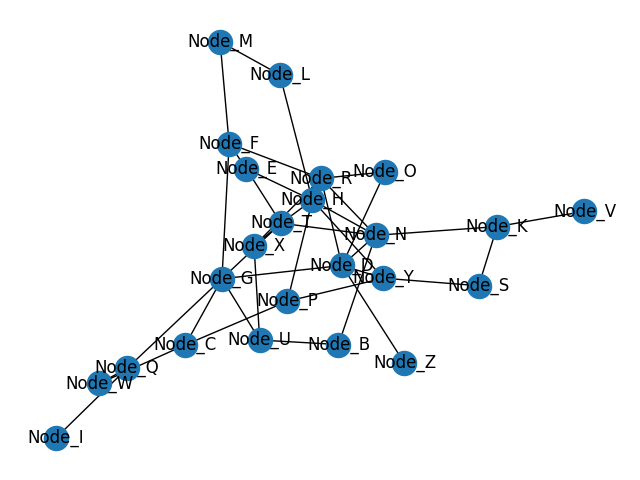 Node_M
Node_L
Node_F
Node_E
Node_O
Node_R
Node_H
Node_V
Node_T
Node_K
Node_N
Node_X
Node_D
Node_Y
Node_G
Node_S
Node_P
Node_U
Node_C
Node_B
Node_Z
Node_Q
Node_W
Node_I